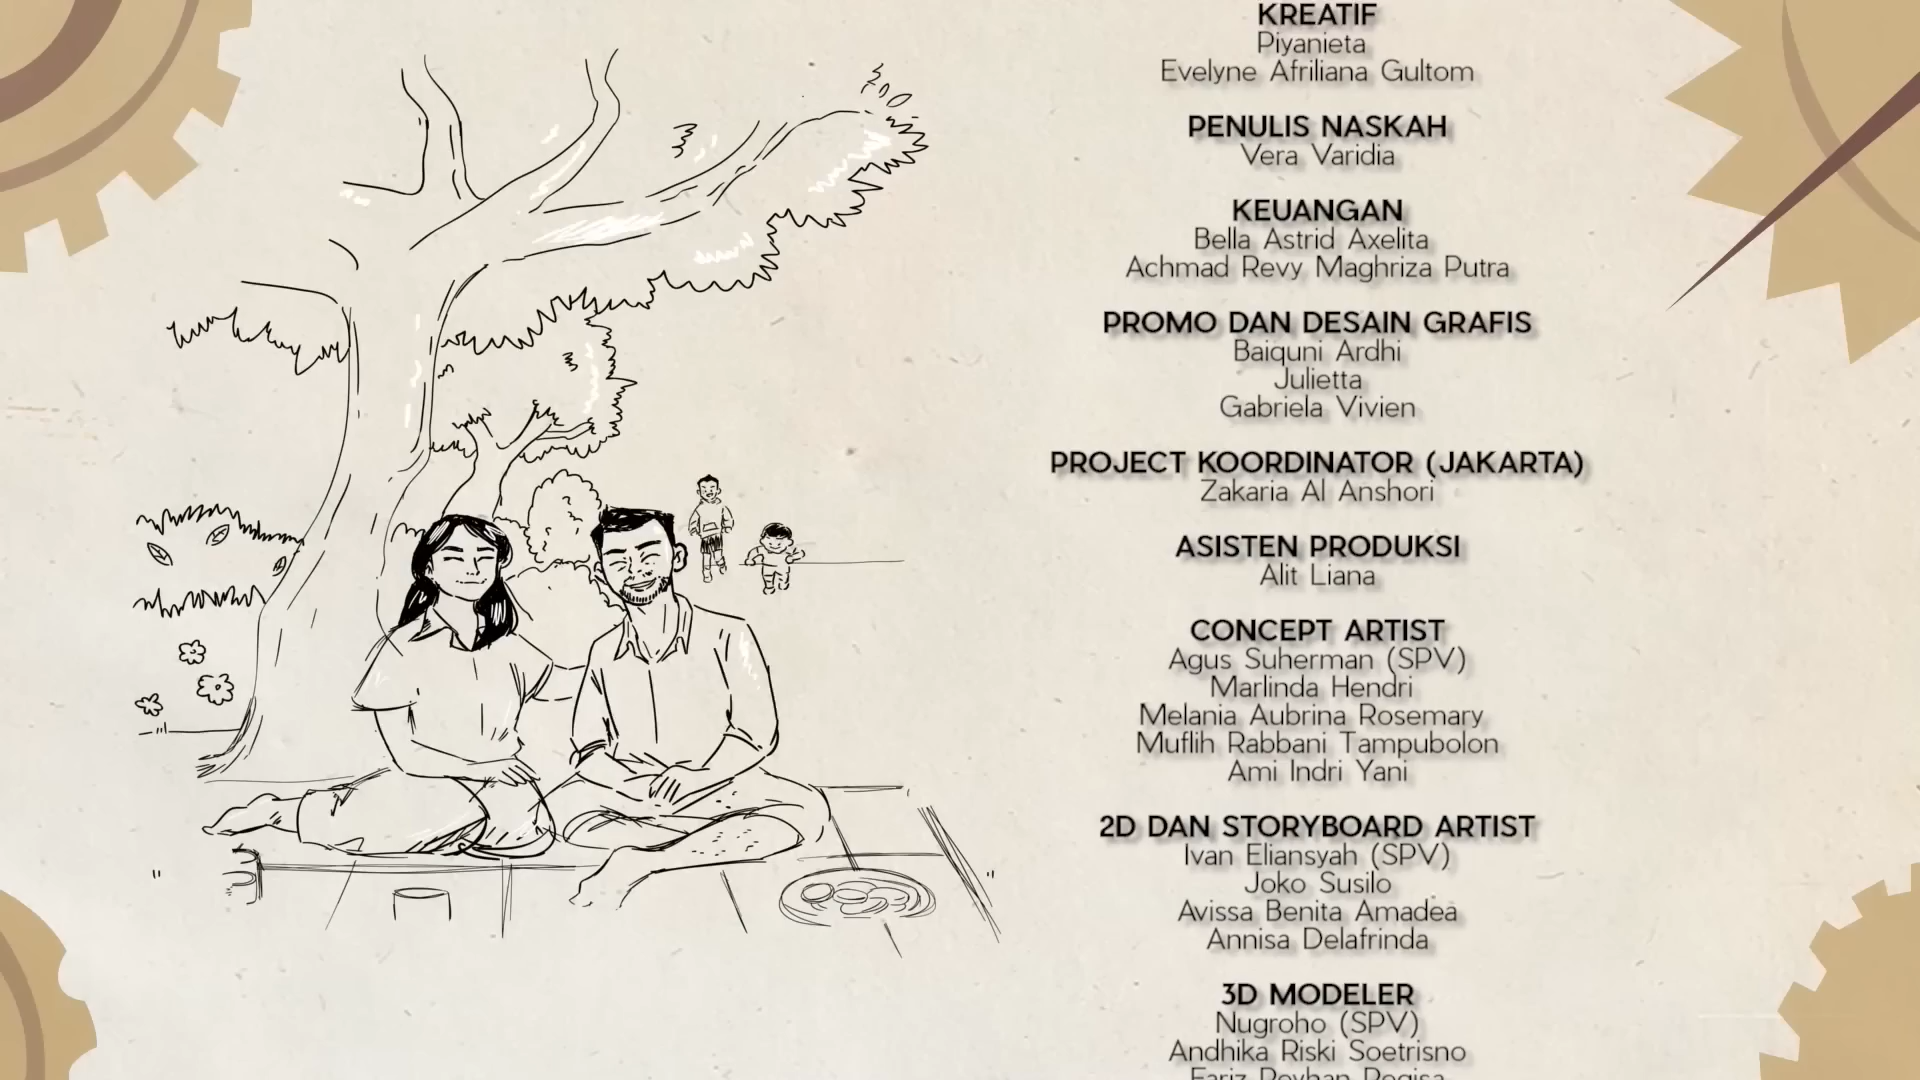 KREATIF
Piyanieta
Evelyne Afriliana Gultom
PENULIS NASKAH
Vera Varidia
KEUANGAN
Bella Astrid Axelita
Achmad Revy Maghriza Putra
PROMO DAN DESAIN GRAFIS
Baiquni Ardhi
Julietta
Gabriela Vivien
PROJECT KOORDINATOR (JAKARTA)
Zakaria Al Anshori
ASISTEN PRODUKSI
Alit Liana
CONCEPT ARTIST
Agus Suherman (SPV)
Marlinda Hendri
Melania Aubrina Rosemary
Muflih Rabbani Tampubolon
Ami Indri Yani
2D DAN STORYBOARD ARTIST
Ivan Eliansyah (SPV)
Joko Susilo
Avissa Benita Amadea
Annisa Delafrinda
3D MODELER
Nugroho (SPV)
Andhika Riski Soetrisno